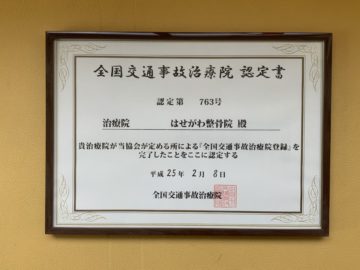 全国交通事故治療院 認定書
認定第 763号
治療院 はせがわ整骨院 殿
貴治療院が当協会が定める所による『全国交通事故治療院登録』を
完了したことをここに認定する
平成 25年 2月 8日
全国交通事故治療院